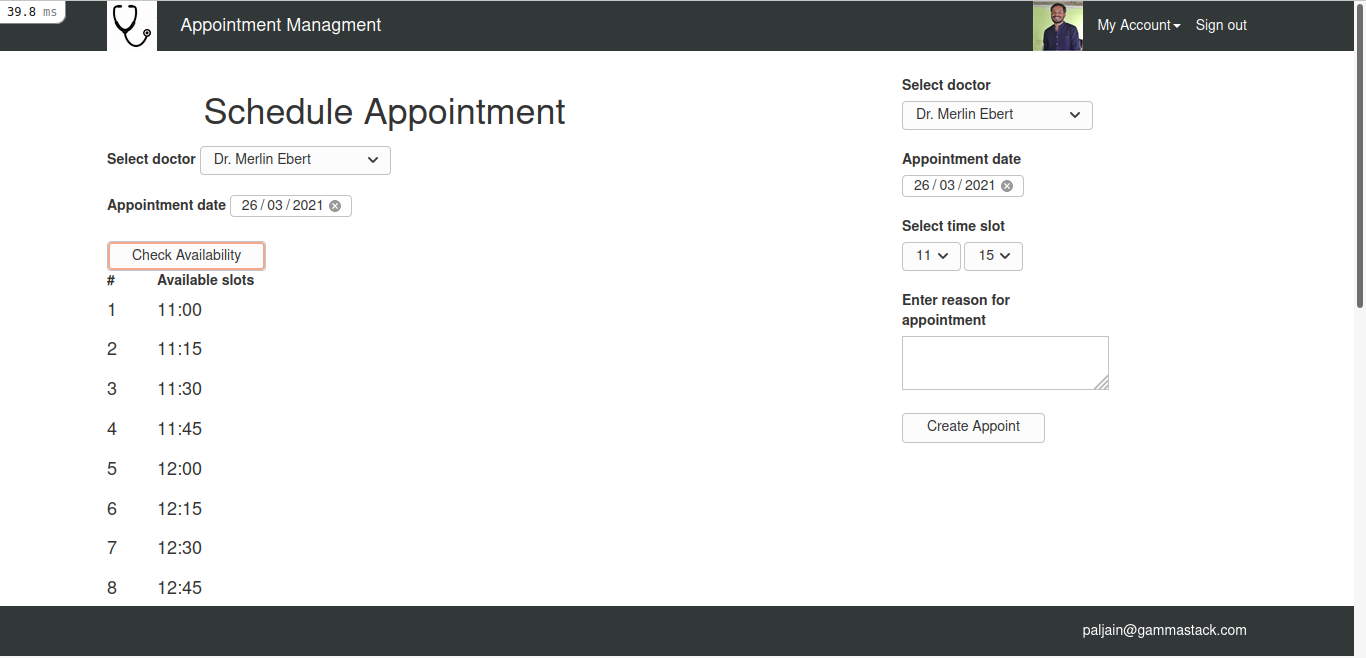 39.8 ms
Appointment Managment
My Account
Sign out
Schedule Appointment
Select doctor Dr. Merlin Ebert
Appointment date 26 / 03 / 2021
Check Availability
# Available slots
1 11:00
2 11:15
3 11:30
4 11:45
5 12:00
6 12:15
7 12:30
8 12:45
Select doctor
Dr. Merlin Ebert
Appointment date
26 / 03 / 2021
Select time slot
11 15
Enter reason for
appointment
Create Appoint
paljain@gammastack.com